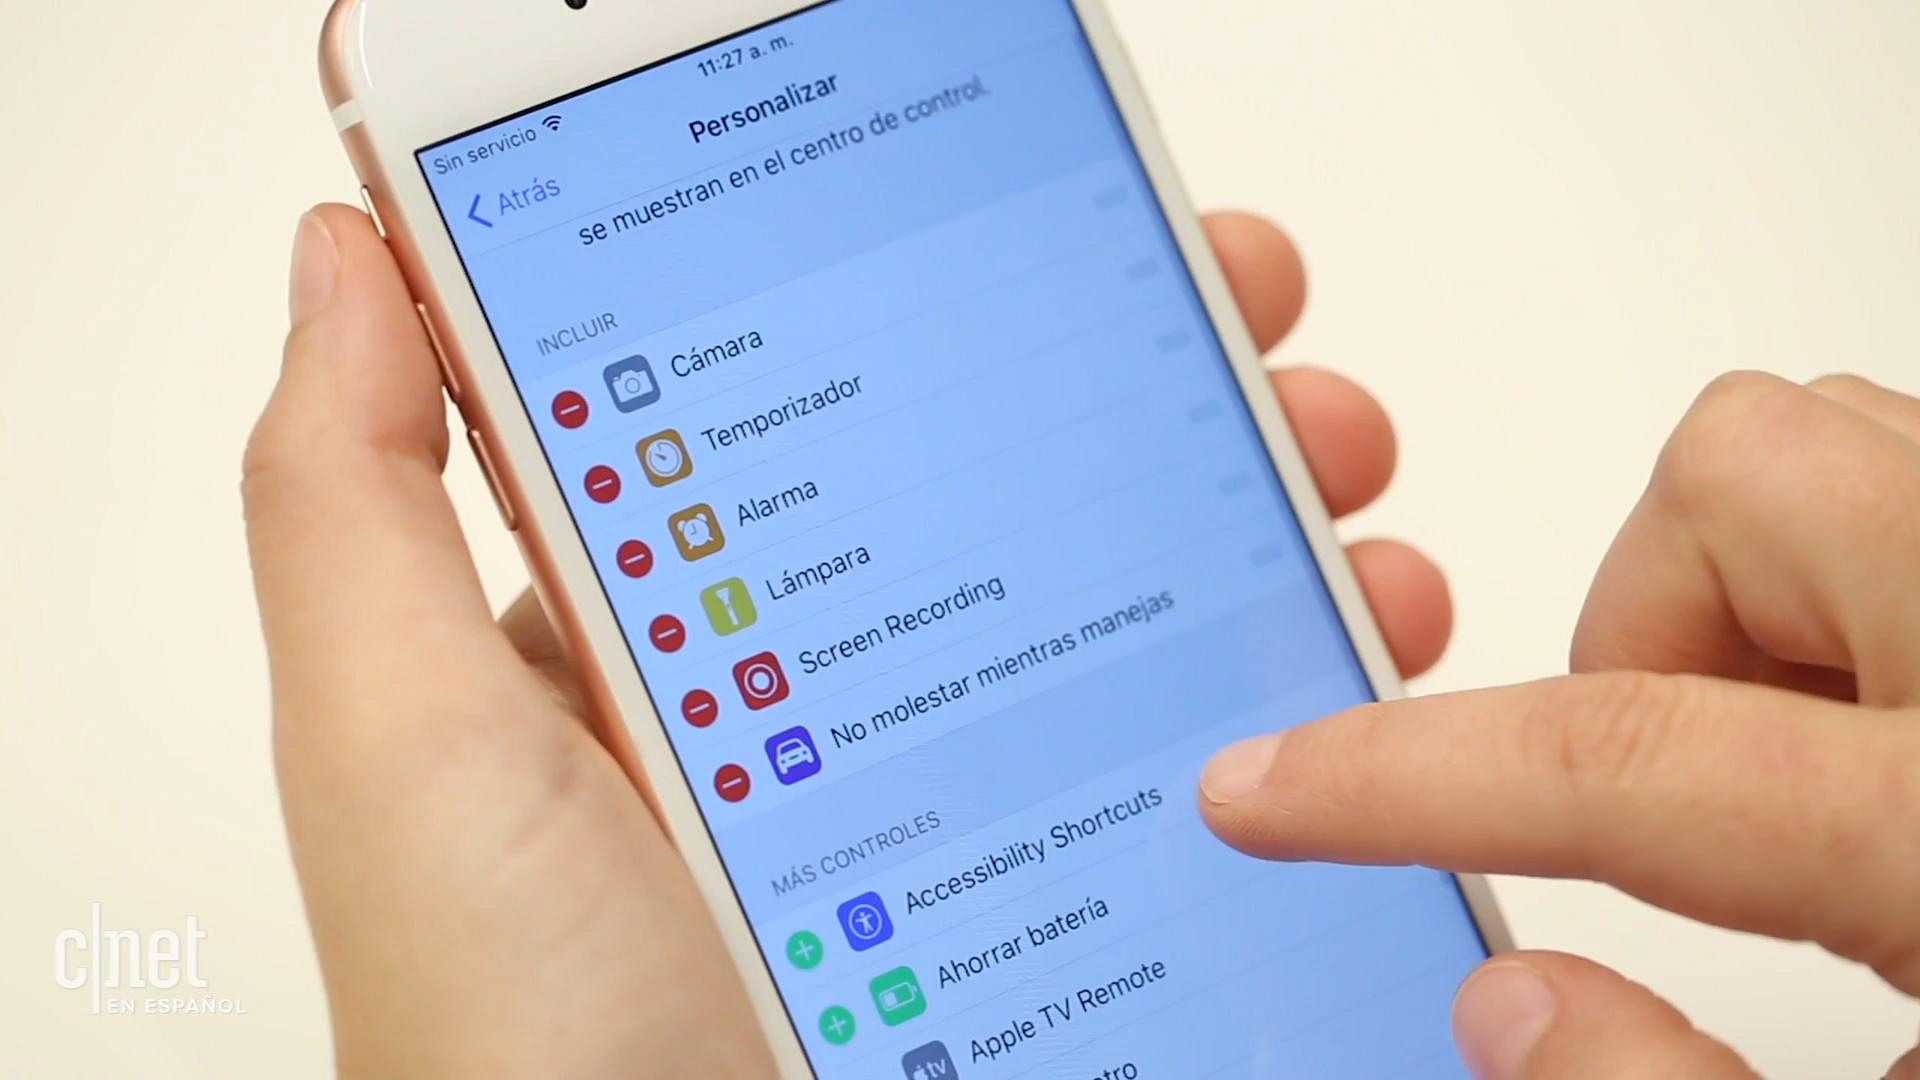 11:27 a. m.
Sin servicio
Personalizar
Atrás
se muestran en el centro de control.
INCLUIR
Cámara
Temporizador
Alarma
Lámpara
Screen Recording
No molestar mientras manejas
MÁS CONTROLES
Accessibility Shortcuts
Ahorrar batería
tv
Apple TV Remote
c|net
EN ESPAÑOL